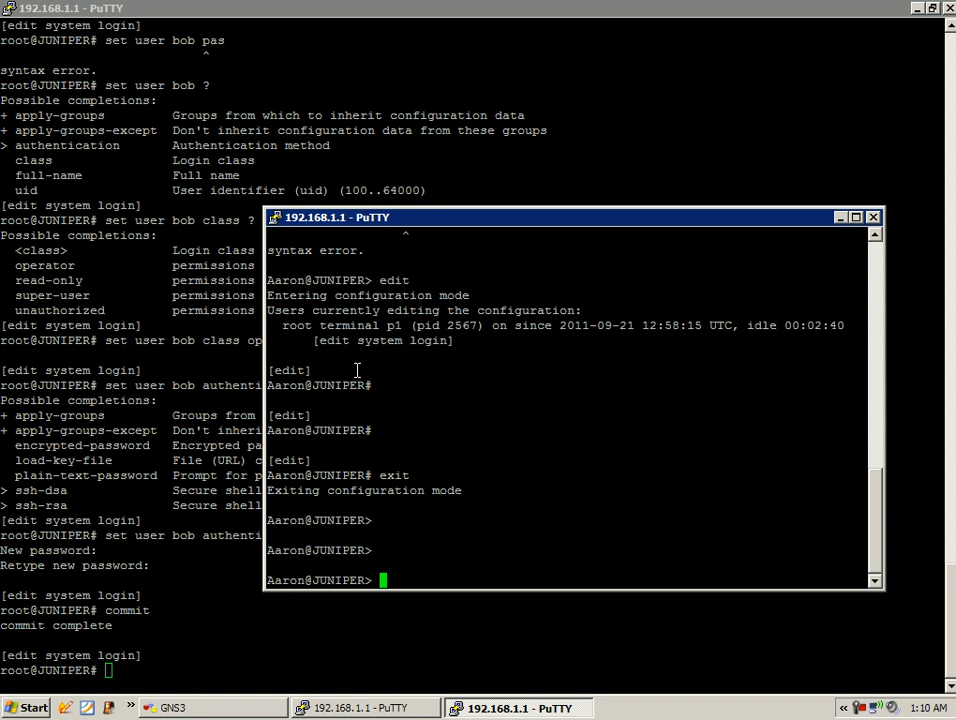 192.168.1.1 - PuTTY
[edit system login]
root@JUNIPER# set user bob pas
^
syntax error.
root@JUNIPER# set user bob ?
Possible completions:
+ apply-groups Groups from which to inherit configuration data
+ apply-groups-except Don't inherit configuration data from these groups
> authentication Authentication method
class Login class
full-name Full name
uid User identifier (uid) (100..64000)
[edit system login]
root@JUNIPER# set user bob class ?
Possible completions:
<class> Login class
operator permissions
read-only permissions
super-user permissions
unauthorized permissions
[edit system login]
root@JUNIPER# set user bob class op
[edit system login]
root@JUNIPER# set user bob authenti
Possible completions:
+ apply-groups Groups from
+ apply-groups-except Don't inheri
encrypted-password Encrypted pa
load-key-file File (URL) c
plain-text-password Prompt for p
> ssh-dsa Secure shell
> ssh-rsa Secure shell
[edit system login]
root@JUNIPER# set user bob authenti
New password:
Retype new password:
[edit system login]
root@JUNIPER# commit
commit complete
[edit system login]
root@JUNIPER#
192.168.1.1 - PuTTY
^
syntax error.
Aaron@JUNIPER> edit
Entering configuration mode
Users currently editing the configuration:
root terminal p1 (pid 2567) on since 2011-09-21 12:58:15 UTC, idle 00:02:40
[edit system login]
[edit]
Aaron@JUNIPER#
[edit]
Aaron@JUNIPER#
[edit]
Aaron@JUNIPER# exit
Exiting configuration mode
Aaron@JUNIPER>
Aaron@JUNIPER>
Aaron@JUNIPER>
Start » GNS3 192.168.1.1 - PuTTY 192.168.1.1 - PuTTY « 1:10 AM